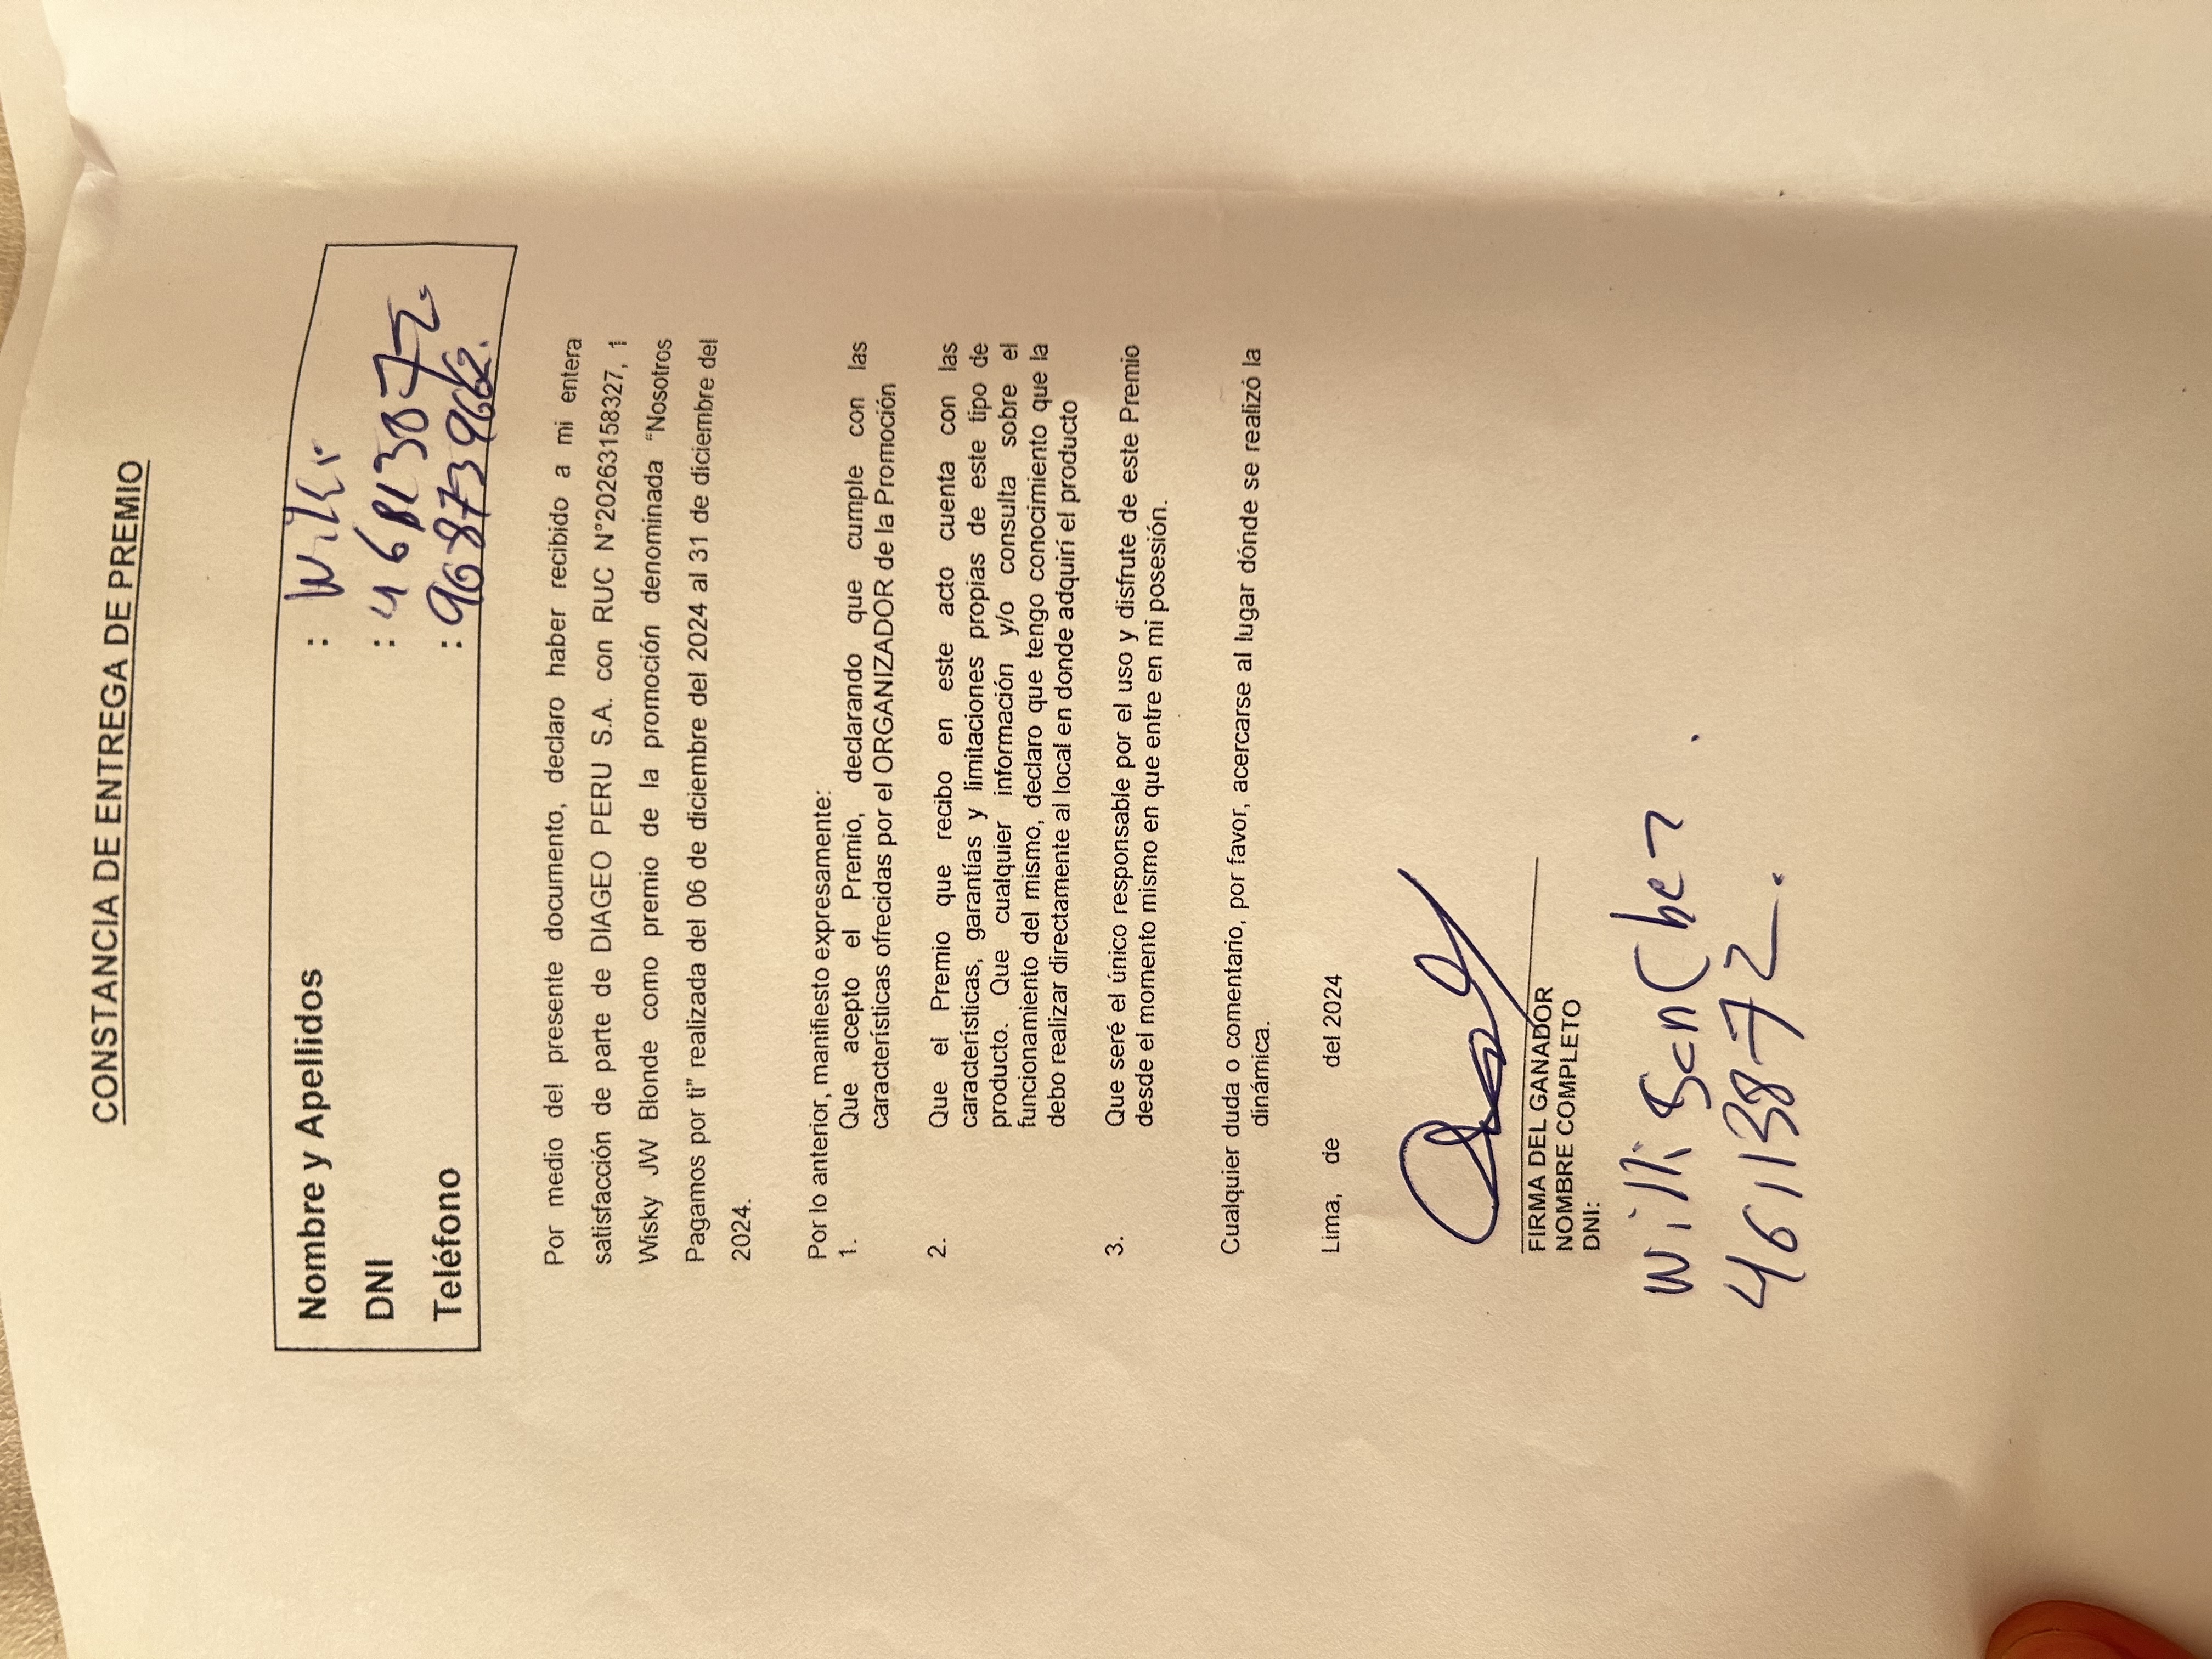 CONSTANCIA DE ENTREGA DE PREMIO
Nombre y Apellidos :
DNI :
Teléfono : 968739662.
Por medio del presente documento, declaro haber recibido a mi entera
satisfacción de parte de DIAGEO PERU S.A. con RUC N°20263158327, 1
Wisky JW Blonde como premio de la promoción denominada “Nosotros
Pagamos por ti” realizada del 06 de diciembre del 2024 al 31 de diciembre del
2024.
Por lo anterior, manifiesto expresamente:
1. Que acepto el Premio, declarando que cumple con las
características ofrecidas por el ORGANIZADOR de la Promoción
2. Que el Premio que recibo en este acto cuenta con las
características, garantías y limitaciones propias de este tipo de
producto. Que cualquier información y/o consulta sobre el
funcionamiento del mismo, declaro que tengo conocimiento que la
debo realizar directamente al local en donde adquirí el producto
3. Que seré el único responsable por el uso y disfrute de este Premio
desde el momento mismo en que entre en mi posesión.
Cualquier duda o comentario, por favor, acercarse al lugar dónde se realizó la
dinámica.
Lima, de del 2024
FIRMA DEL GANADOR
NOMBRE COMPLETO
DNI:
Willi Sanchez.
46113872.